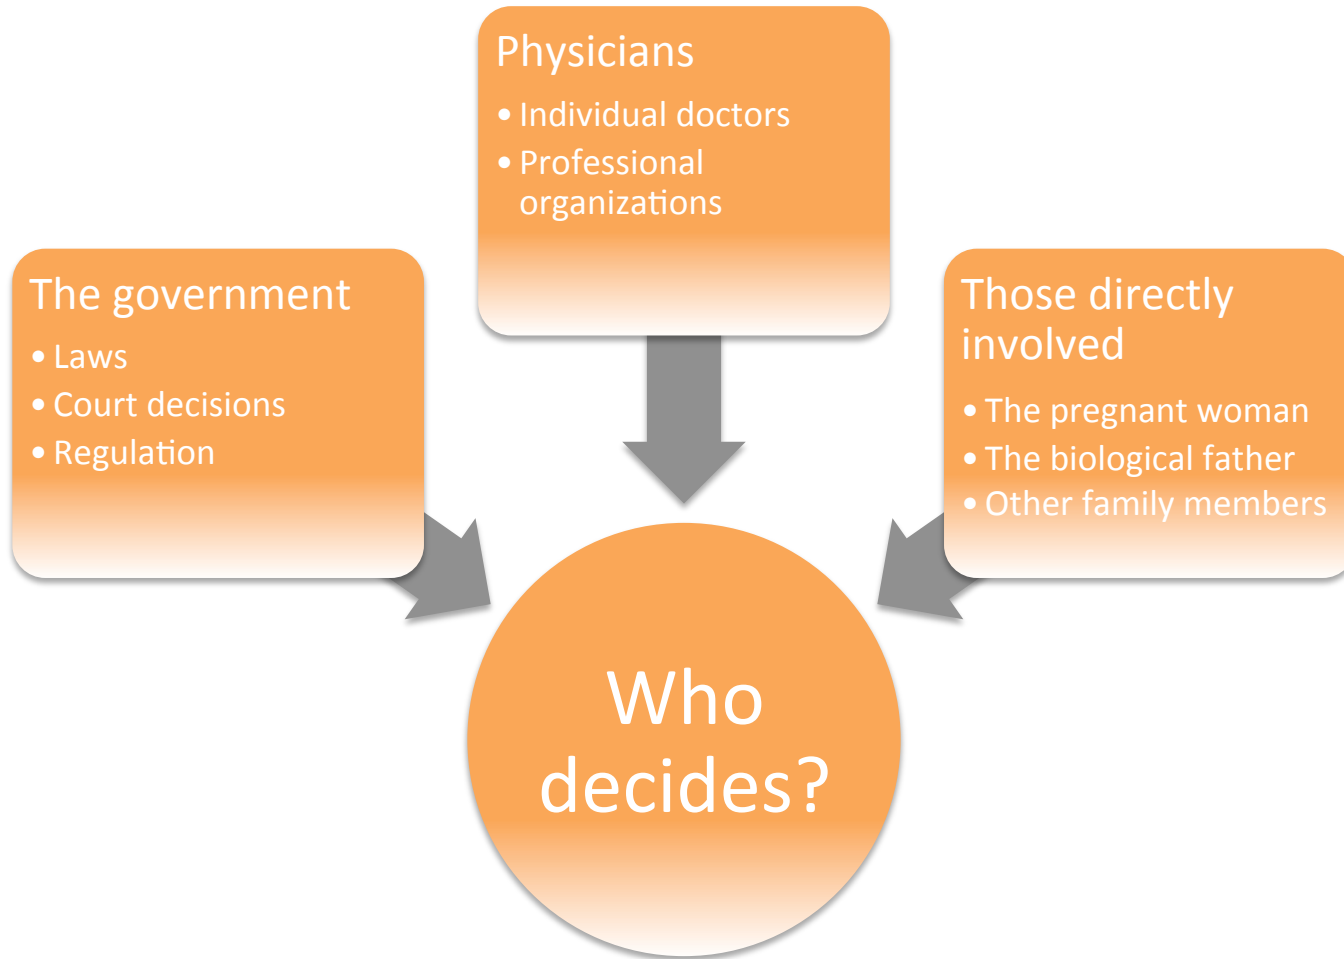 Physicians
• Individual doctors
• Professional
organizations
The government
• Laws
• Court decisions
• Regulation
Those directly
involved
• The pregnant woman
• The biological father
• Other family members
Who
decides?